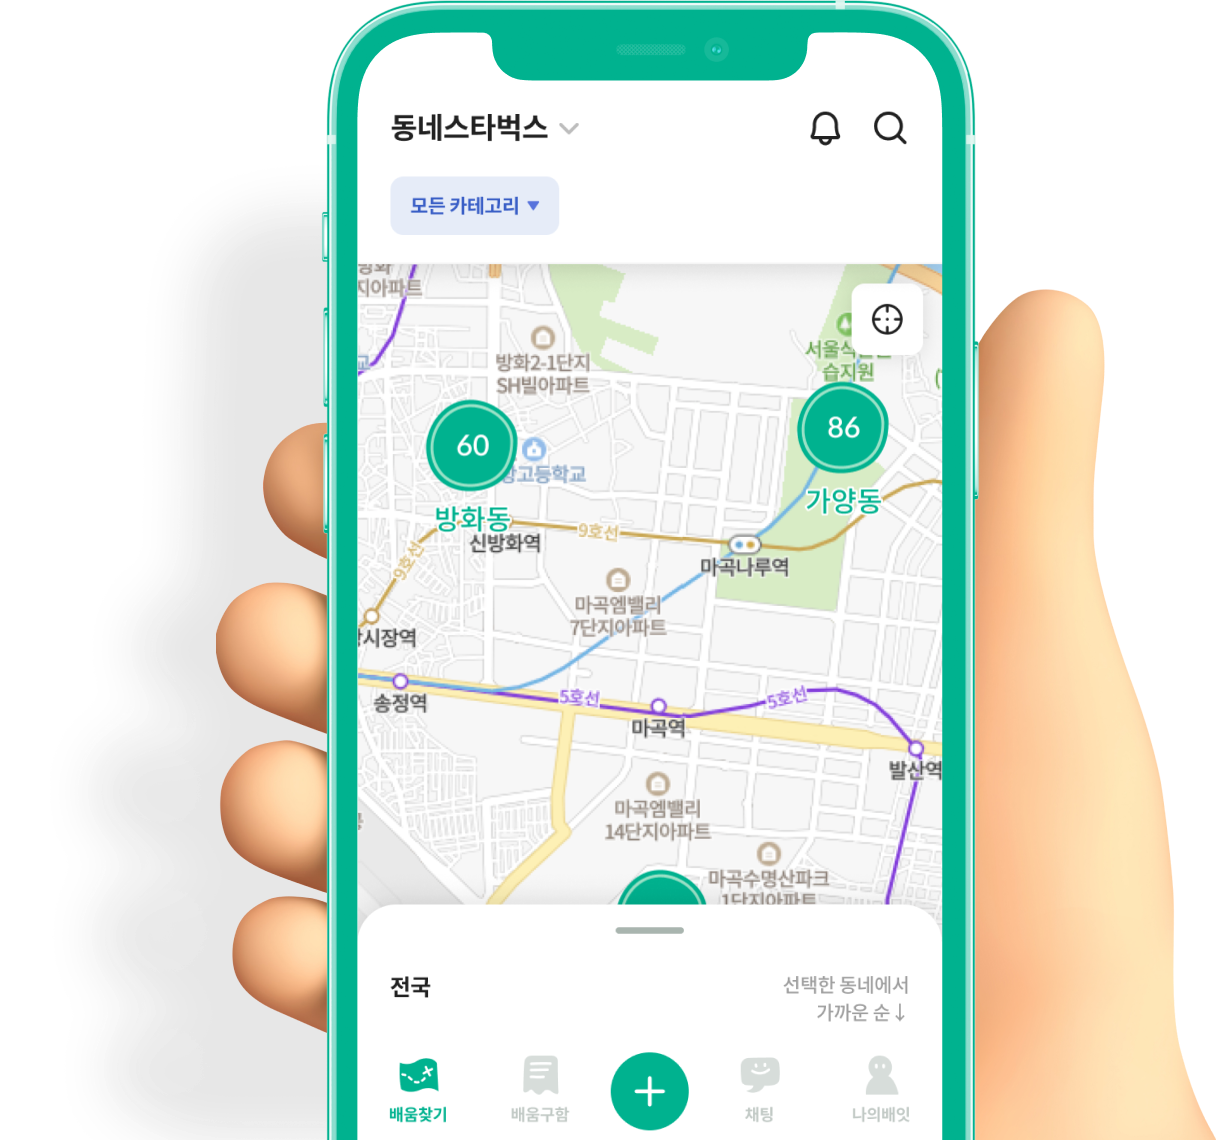 동네스타벅스
모든 카테고리
방화
지아파트
방화2-1단지
SH빌아파트
습지원
60
86
고등학교
방화동
가양동
신방화역
9호선
9호선
마곡나루역
마곡엠밸리
7단지아파트
시장역
송정역
5호선
5호선
마곡역
발산역
마곡엠밸리
14단지아파트
마곡수명산파크
1단지아파트
전국
선택한 동네에서
가까운 순↓
배움찾기
배움구함
채팅
나의배잇